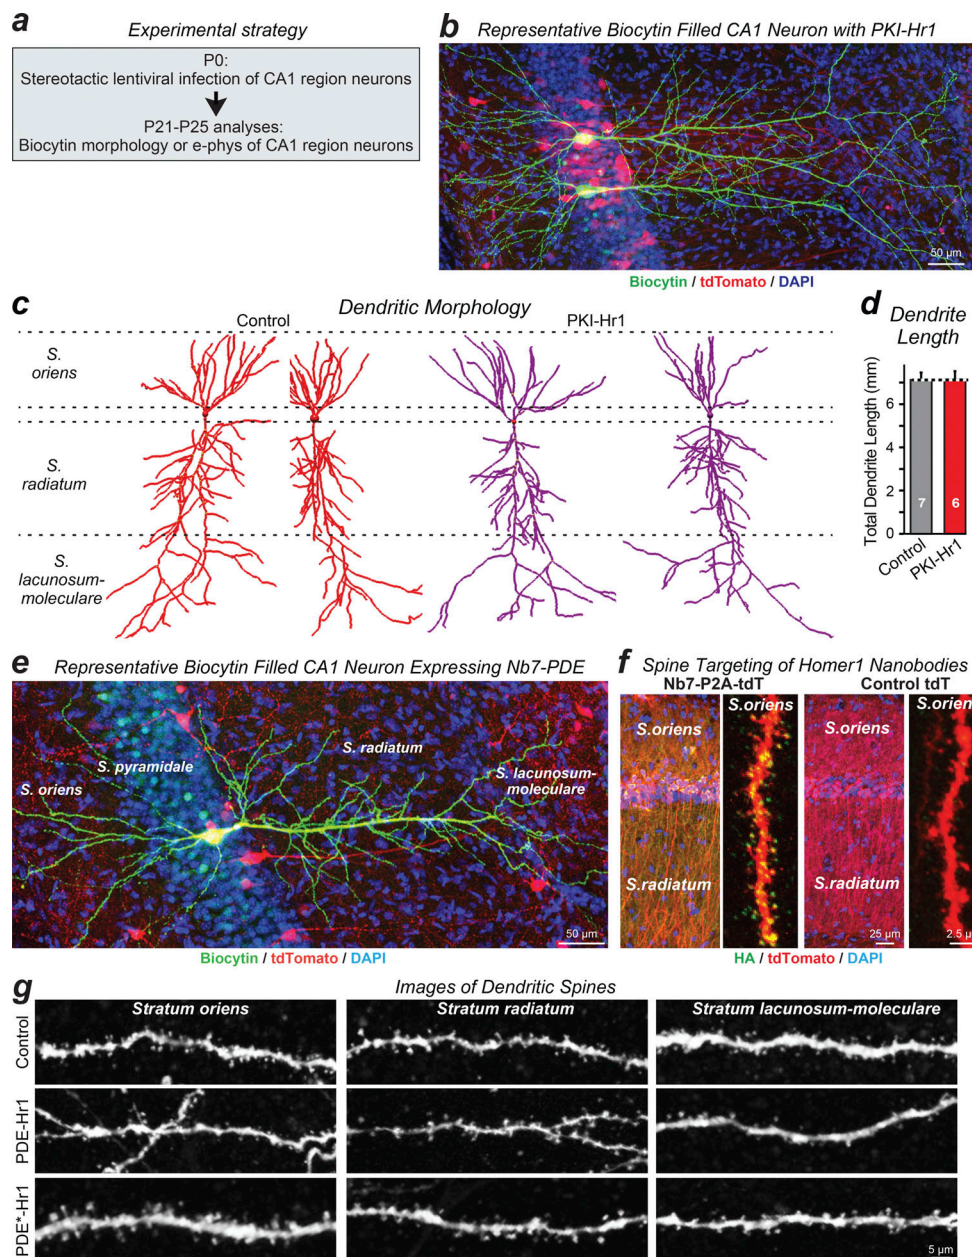 a
Experimental strategy
P0:
Stereotactic lentiviral infection of CA1 region neurons
P21-P25 analyses:
Biocytin morphology or e-phys of CA1 region neurons
b
Representative Biocytin Filled CA1 Neuron with PKI-Hr1
50 µm
Biocytin / tdTomato / DAPI
c
Dendritic Morphology
Control
PKI-Hr1
S.
oriens
S.
radiatum
S.
lacunosum-
moleculare
d
Dendrite
Length
Total Dendrite Length (mm)
6
4
2
0
7
6
Control
PKI-Hr1
e
Representative Biocytin Filled CA1 Neuron Expressing Nb7-PDE
S. oriens
S. pyramidale
S. radiatum
S. lacunosum-
moleculare
50 µm
Biocytin / tdTomato / DAPI
f
Spine Targeting of Homer1 Nanobodies
Nb7-P2A-tdT
Control tdT
S.oriens
S.oriens
S.oriens
S.oriens
S.radiatum
S.radiatum
25 µm
2.5 µm
HA / tdTomato / DAPI
g
Images of Dendritic Spines
Stratum oriens
Stratum radiatum
Stratum lacunosum-moleculare
Control
PDE-Hr1
PDE*-Hr1
5 µm